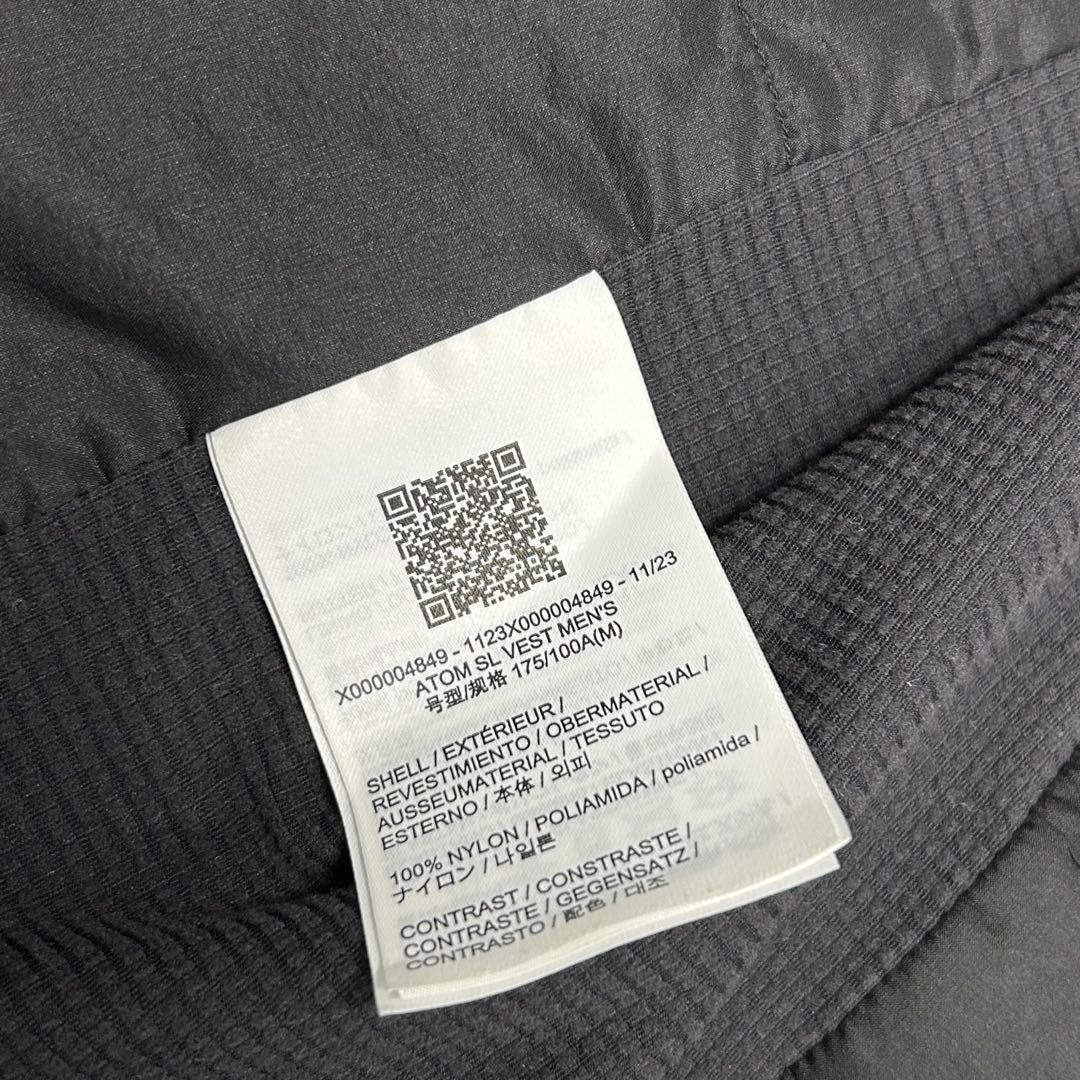 X000004849 - 1123X000004849 - 11/23
ATOM SL VEST MEN'S
号型/规格 175/100A(M)
SHELL / EXTÉRIEUR /
REVESTIMIENTO / OBERMATERIAL /
AUSSEUMATERIAL / TESSUTO
ESTERNO / 本体 / 외피
100% NYLON / POLIAMIDA / poliamida /
ナイロン / 나일론
CONTRAST / CONSTRASTE /
CONTRASTE / GEGENSATZ /
CONTRASTO / 配色 / 대조